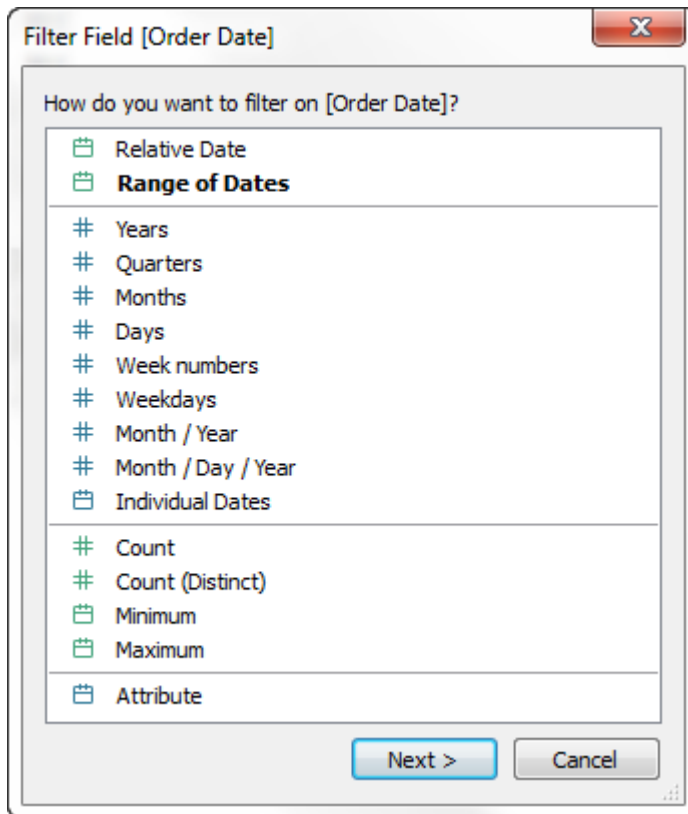 Filter Field [Order Date]
How do you want to filter on [Order Date]?
Relative Date
Range of Dates
Years
Quarters
Months
Days
Week numbers
Weekdays
Month / Year
Month / Day / Year
Individual Dates
Count
Count (Distinct)
Minimum
Maximum
Attribute
Next > Cancel